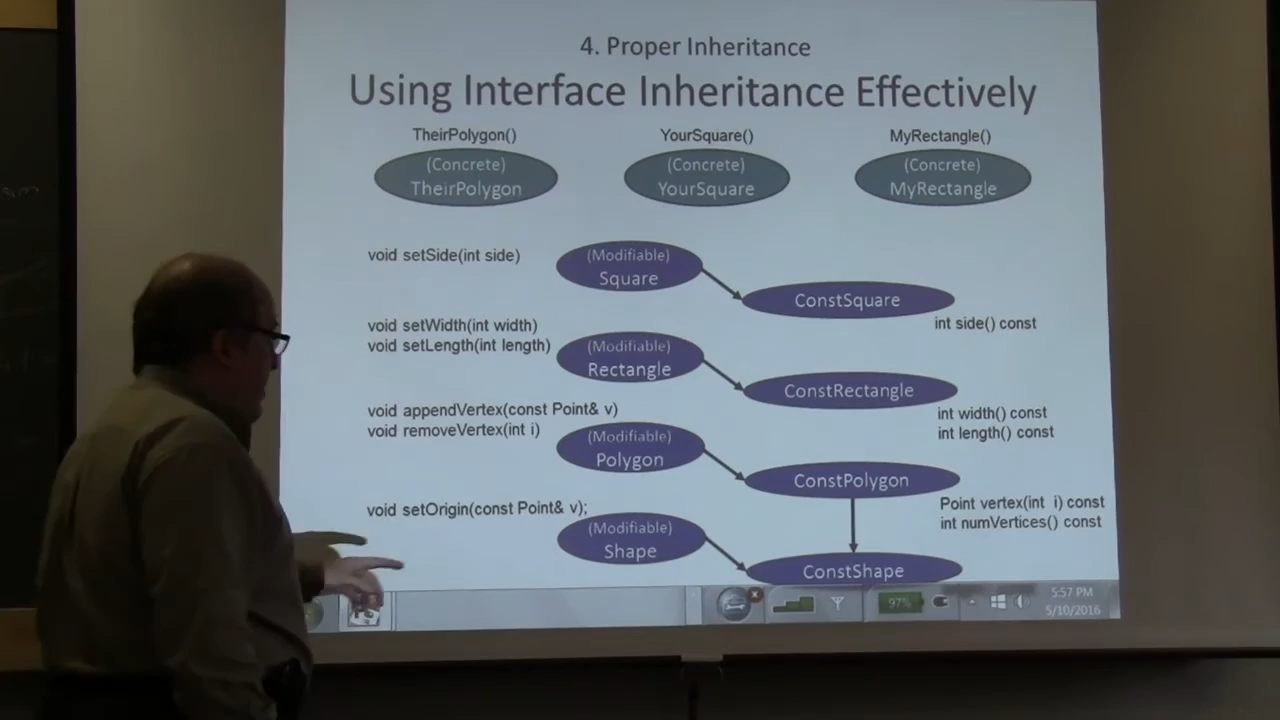 4. Proper Inheritance
Using Interface Inheritance Effectively
TheirPolygon()
YourSquare()
MyRectangle()
(Concrete)
TheirPolygon
(Concrete)
YourSquare
(Concrete)
MyRectangle
void setSide(int side)
(Modifiable)
Square
ConstSquare
int side() const
void setWidth(int width)
void setLength(int length)
(Modifiable)
Rectangle
ConstRectangle
int width() const
int length() const
void appendVertex(const Point& v)
void removeVertex(int i)
(Modifiable)
Polygon
ConstPolygon
Point vertex(int i) const
int numVertices() const
void setOrigin(const Point& v);
(Modifiable)
Shape
ConstShape
97%
5:57 PM
5/10/2016